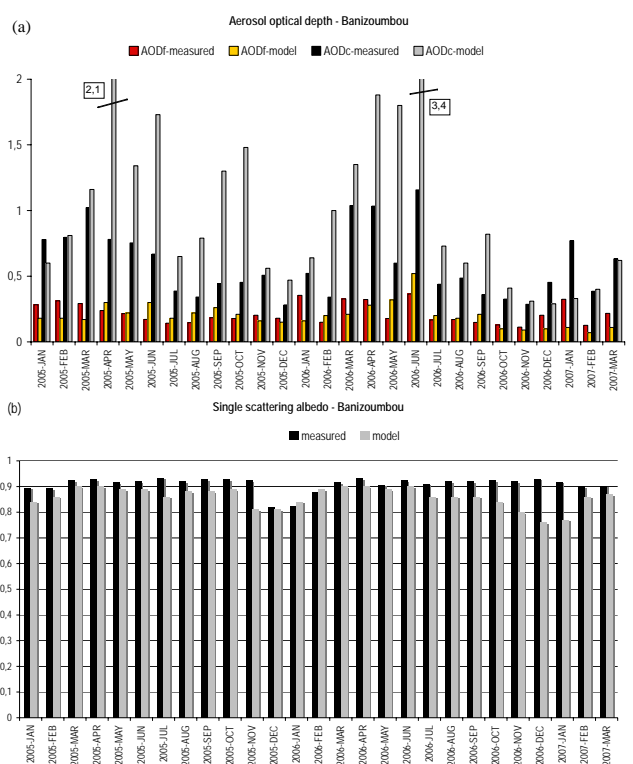 (a)
Aerosol optical depth - Banizoumbou
AODf-measured AODf-model AODc-measured AODc-model
2
2,1
3,4
1,5
1
0,5
0
2005-JAN
2005-FEB
2005-MAR
2005-APR
2005-MAY
2005-JUN
2005-JUL
2005-AUG
2005-SEP
2005-OCT
2005-NOV
2005-DEC
2006-JAN
2006-FEB
2006-MAR
2006-APR
2006-MAY
2006-JUN
2006-JUL
2006-AUG
2006-SEP
2006-OCT
2006-NOV
2006-DEC
2007-JAN
2007-FEB
2007-MAR
(b)
Single scattering albedo - Banizoumbou
measured model
1
0,9
0,8
0,7
0,6
0,5
0,4
0,3
0,2
0,1
0
2005-JAN
2005-FEB
2005-MAR
2005-APR
2005-MAY
2005-JUN
2005-JUL
2005-AUG
2005-SEP
2005-OCT
2005-NOV
2005-DEC
2006-JAN
2006-FEB
2006-MAR
2006-APR
2006-MAY
2006-JUN
2006-JUL
2006-AUG
2006-SEP
2006-OCT
2006-NOV
2006-DEC
2007-JAN
2007-FEB
2007-MAR